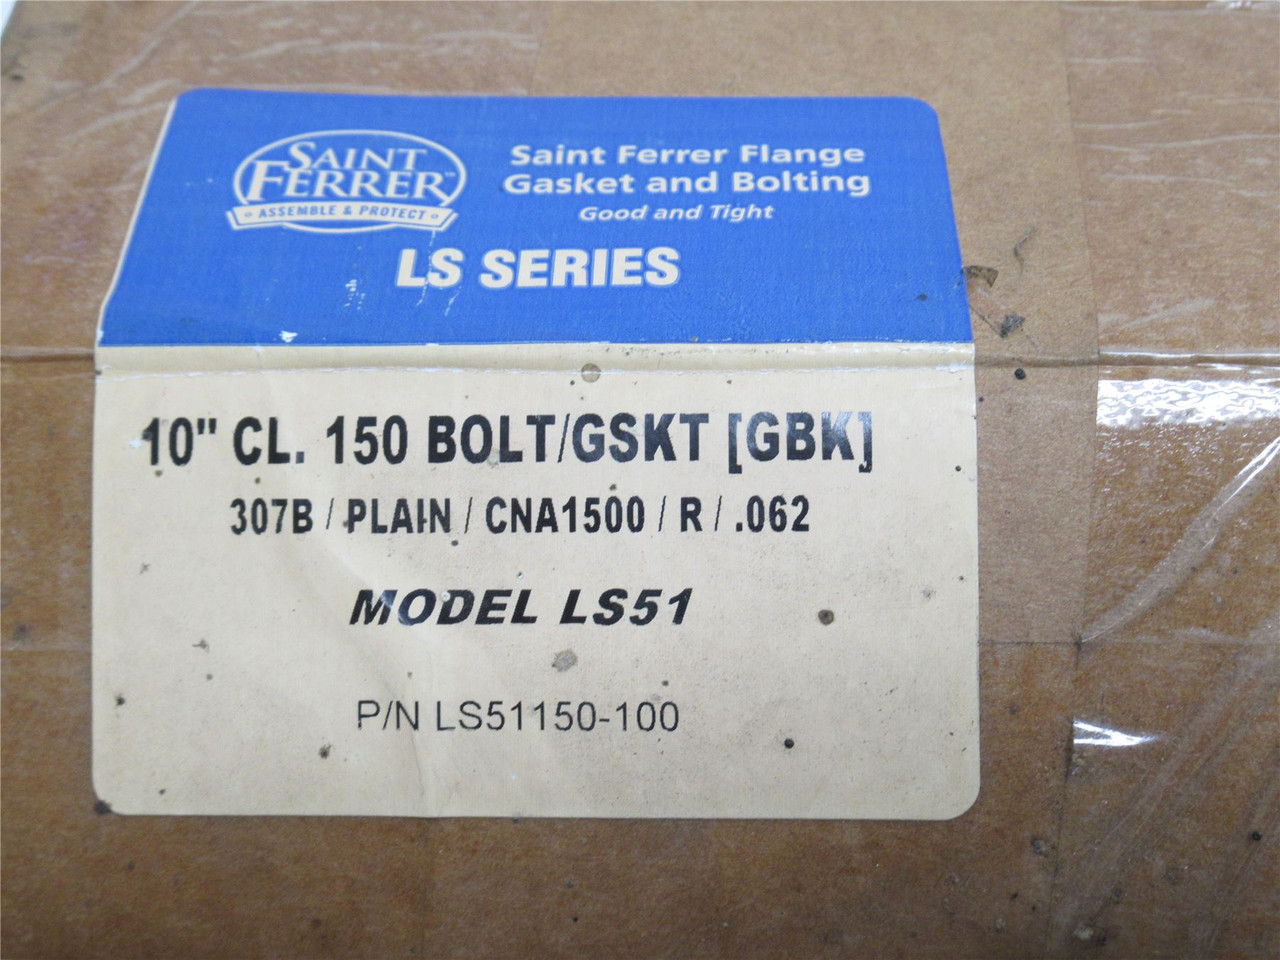 SAINT
FERRER™
ASSEMBLE & PROTECT
Saint Ferrer Flange
Gasket and Bolting
Good and Tight
LS SERIES
10" CL. 150 BOLT/GSKT [GBK]
307B / PLAIN / CNA1500 / R / .062
MODEL LS51
P/N LS51150-100